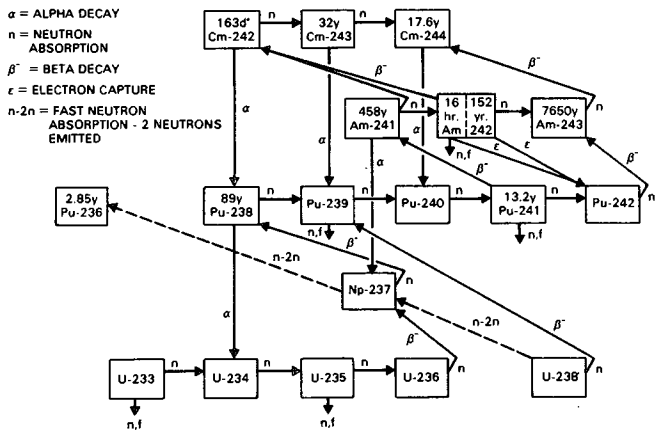 α = ALPHA DECAY
n = NEUTRON
ABSORPTION
β⁻ = BETA DECAY
ε = ELECTRON CAPTURE
n-2n = FAST NEUTRON
ABSORPTION - 2 NEUTRONS
EMITTED
163d*
Cm-242
n
32y
Cm-243
n
17.6y
Cm-244
β⁻
β⁻
α
α
α
458y
Am-241
n
n
16
hr.
Am
152
yr.
242
n
7650y
Am-243
n
n,f
ε
ε
α
β⁻
β⁻
2.85y
Pu-236
89y
Pu-238
n
Pu-239
n
Pu-240
n
13.2y
Pu-241
n
Pu-242
n
n,f
n,f
β⁻
n-2n
Np-237
n
n-2n
β⁻
α
β⁻
U-233
n
U-234
n
U-235
n
U-236
n
U-238
n
n,f
n,f